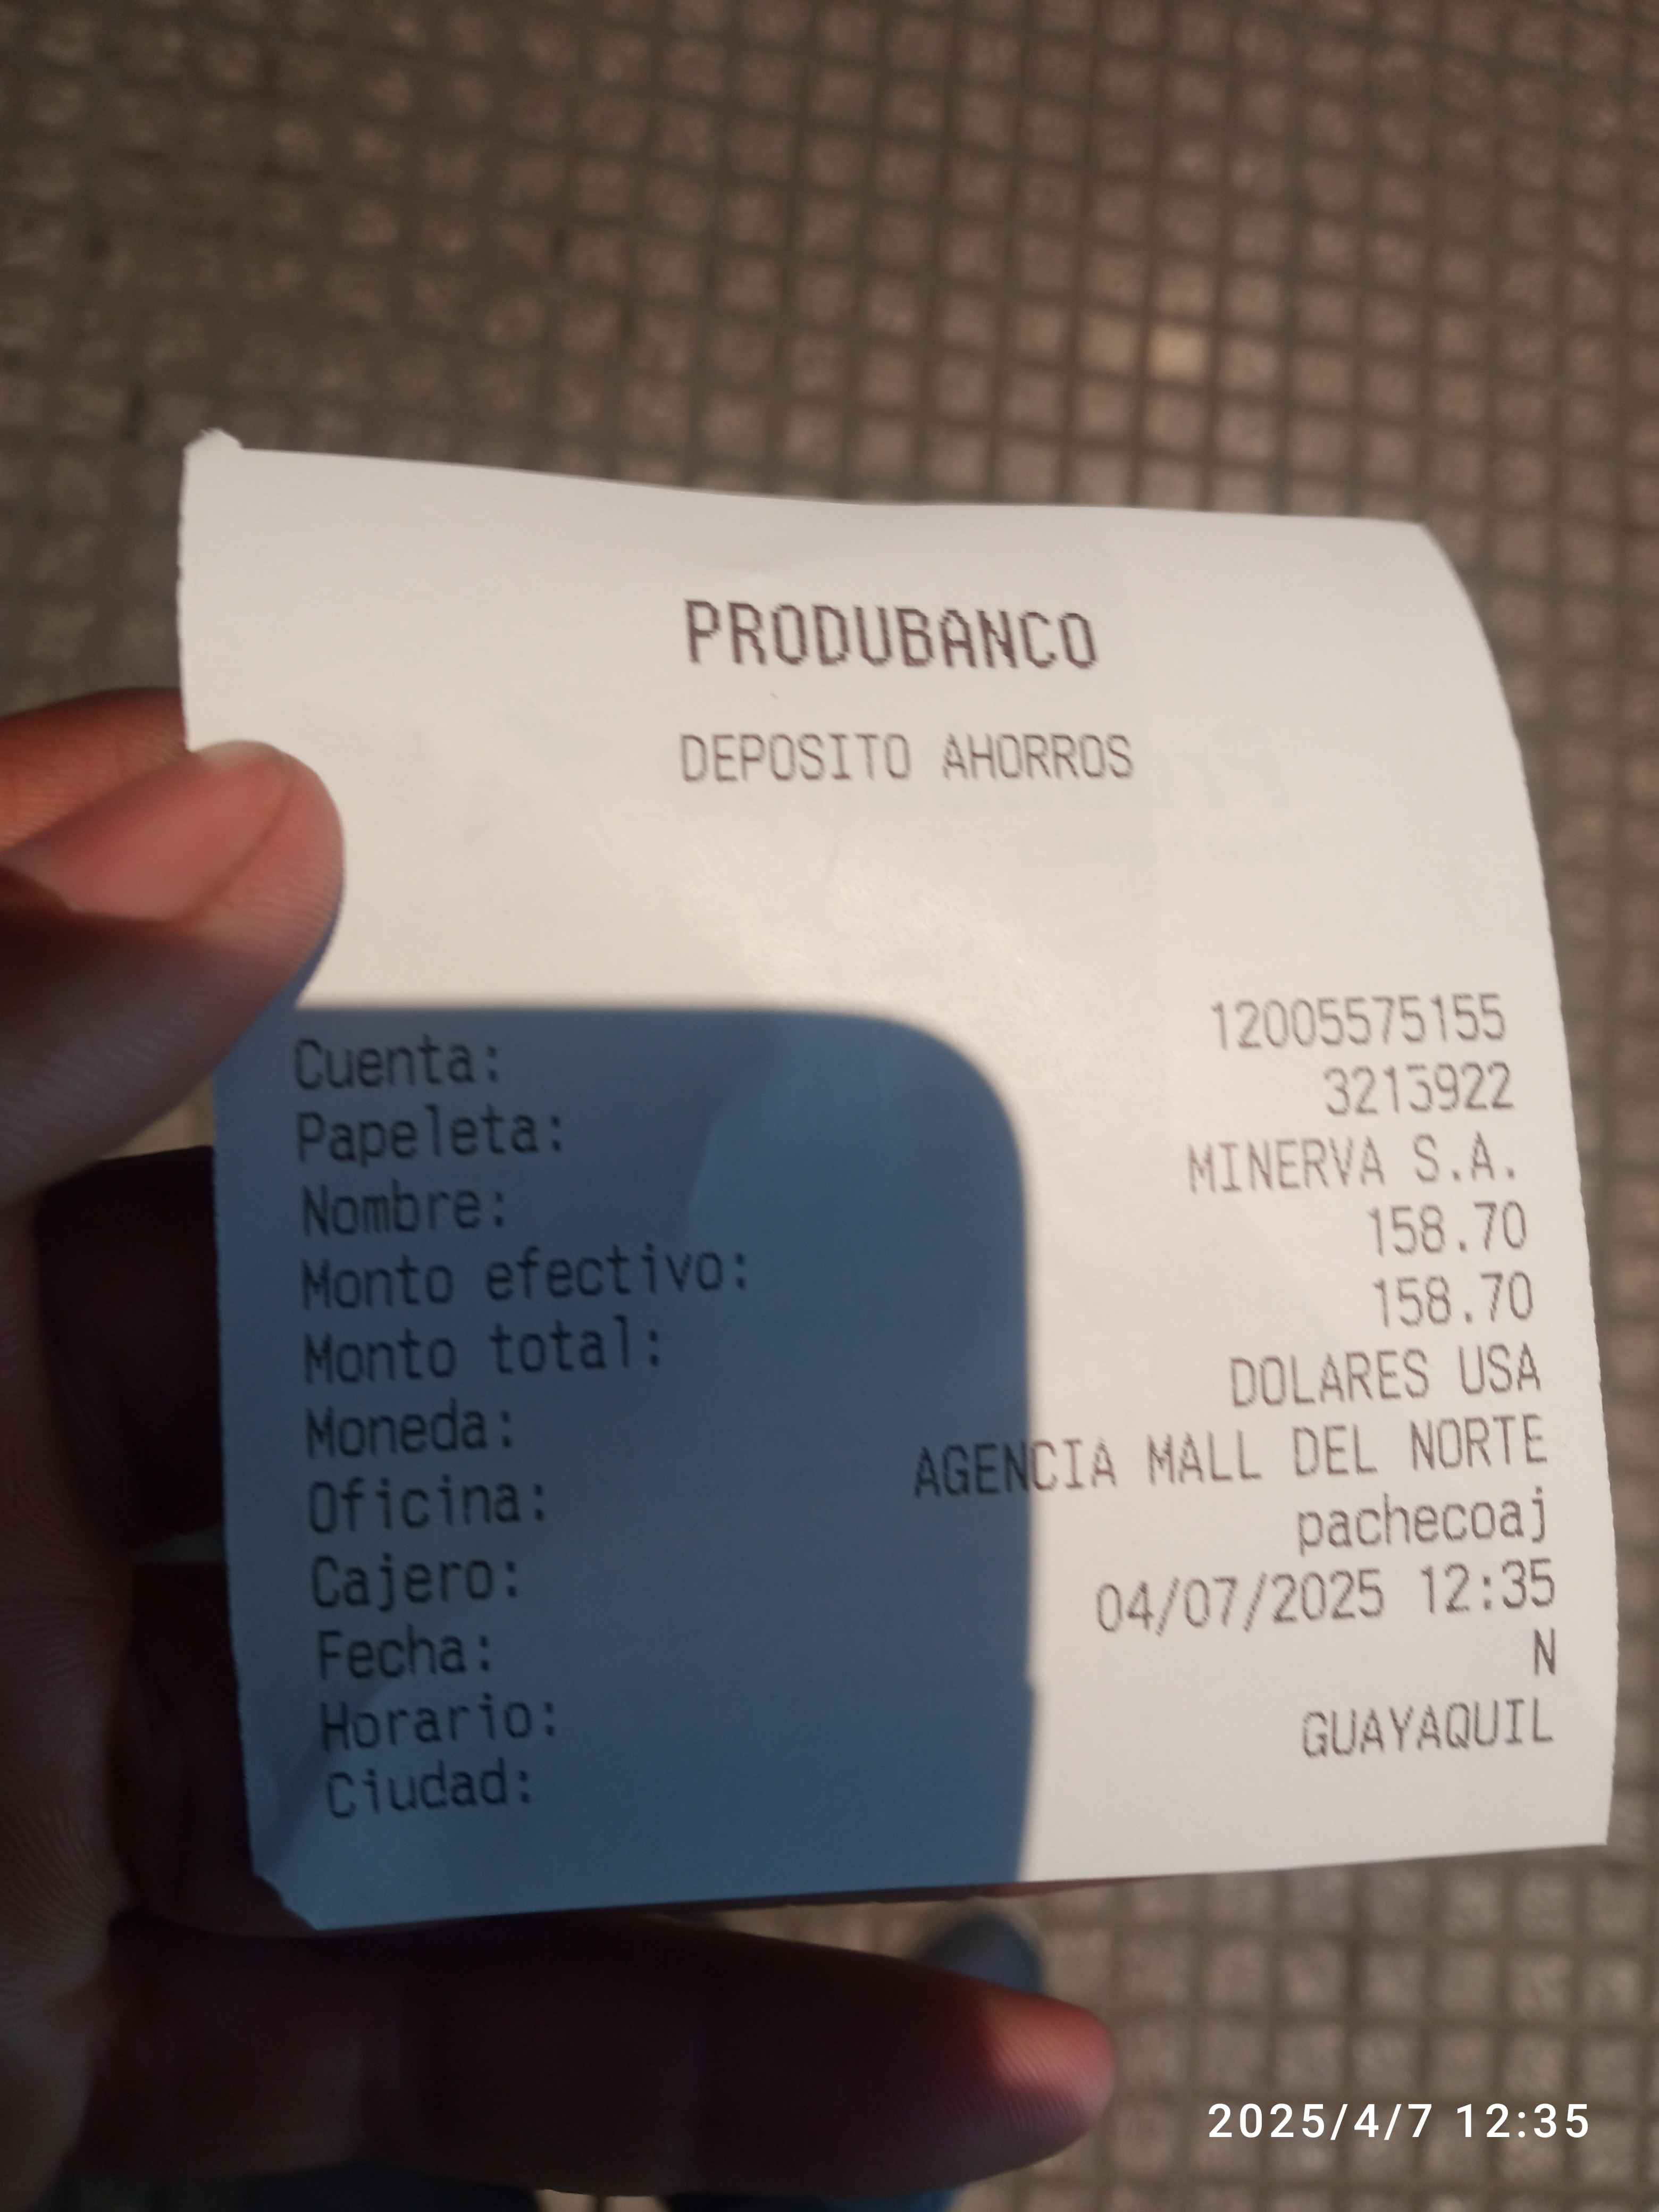 PRODUBANCO
DEPOSITO AHORROS
Cuenta: 12005575155
Papeleta: 3213922
Nombre: MINERVA S.A.
Monto efectivo: 158.70
Monto total: 158.70
Moneda: DOLARES USA
Oficina: AGENCIA MALL DEL NORTE
Cajero: pachecoaj
Fecha: 04/07/2025 12:35
Horario: N
Ciudad: GUAYAQUIL
2025/4/7 12:35